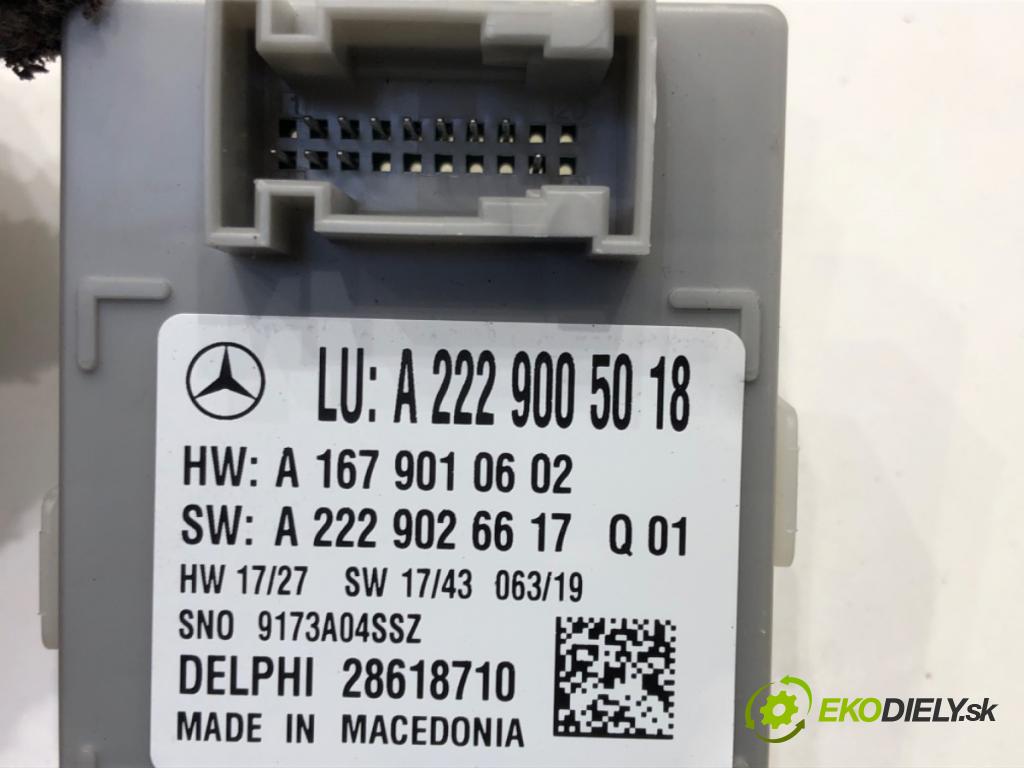 LU: A 222 900 50 18
HW: A 167 901 06 02
SW: A 222 902 66 17 Q 01
HW 17/27 SW 17/43 063/19
SNO 9173A04SSZ
DELPHI 28618710
MADE IN MACEDONIA
EKODIELY.sk